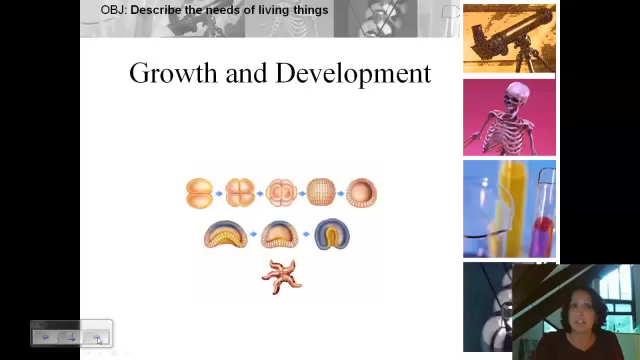 OBJ: Describe the needs of living things
Growth and Development